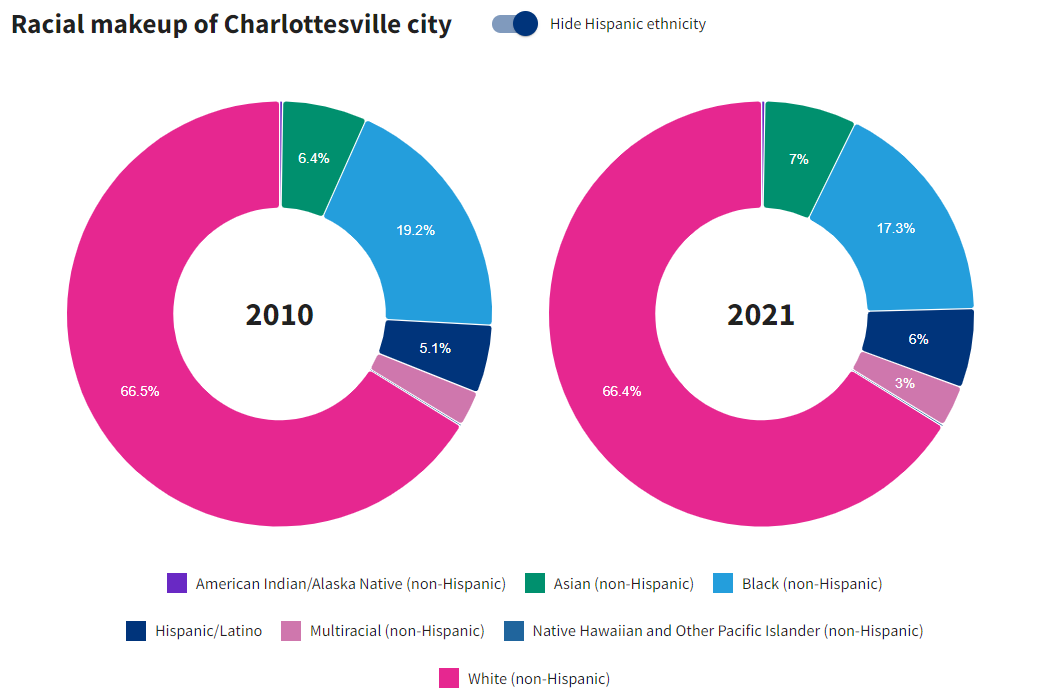 Racial makeup of Charlottesville city
Hide Hispanic ethnicity
6.4%
19.2%
2010
5.1%
66.5%
7%
17.3%
2021
6%
3%
66.4%
American Indian/Alaska Native (non-Hispanic)
Asian (non-Hispanic)
Black (non-Hispanic)
Hispanic/Latino
Multiracial (non-Hispanic)
Native Hawaiian and Other Pacific Islander (non-Hispanic)
White (non-Hispanic)